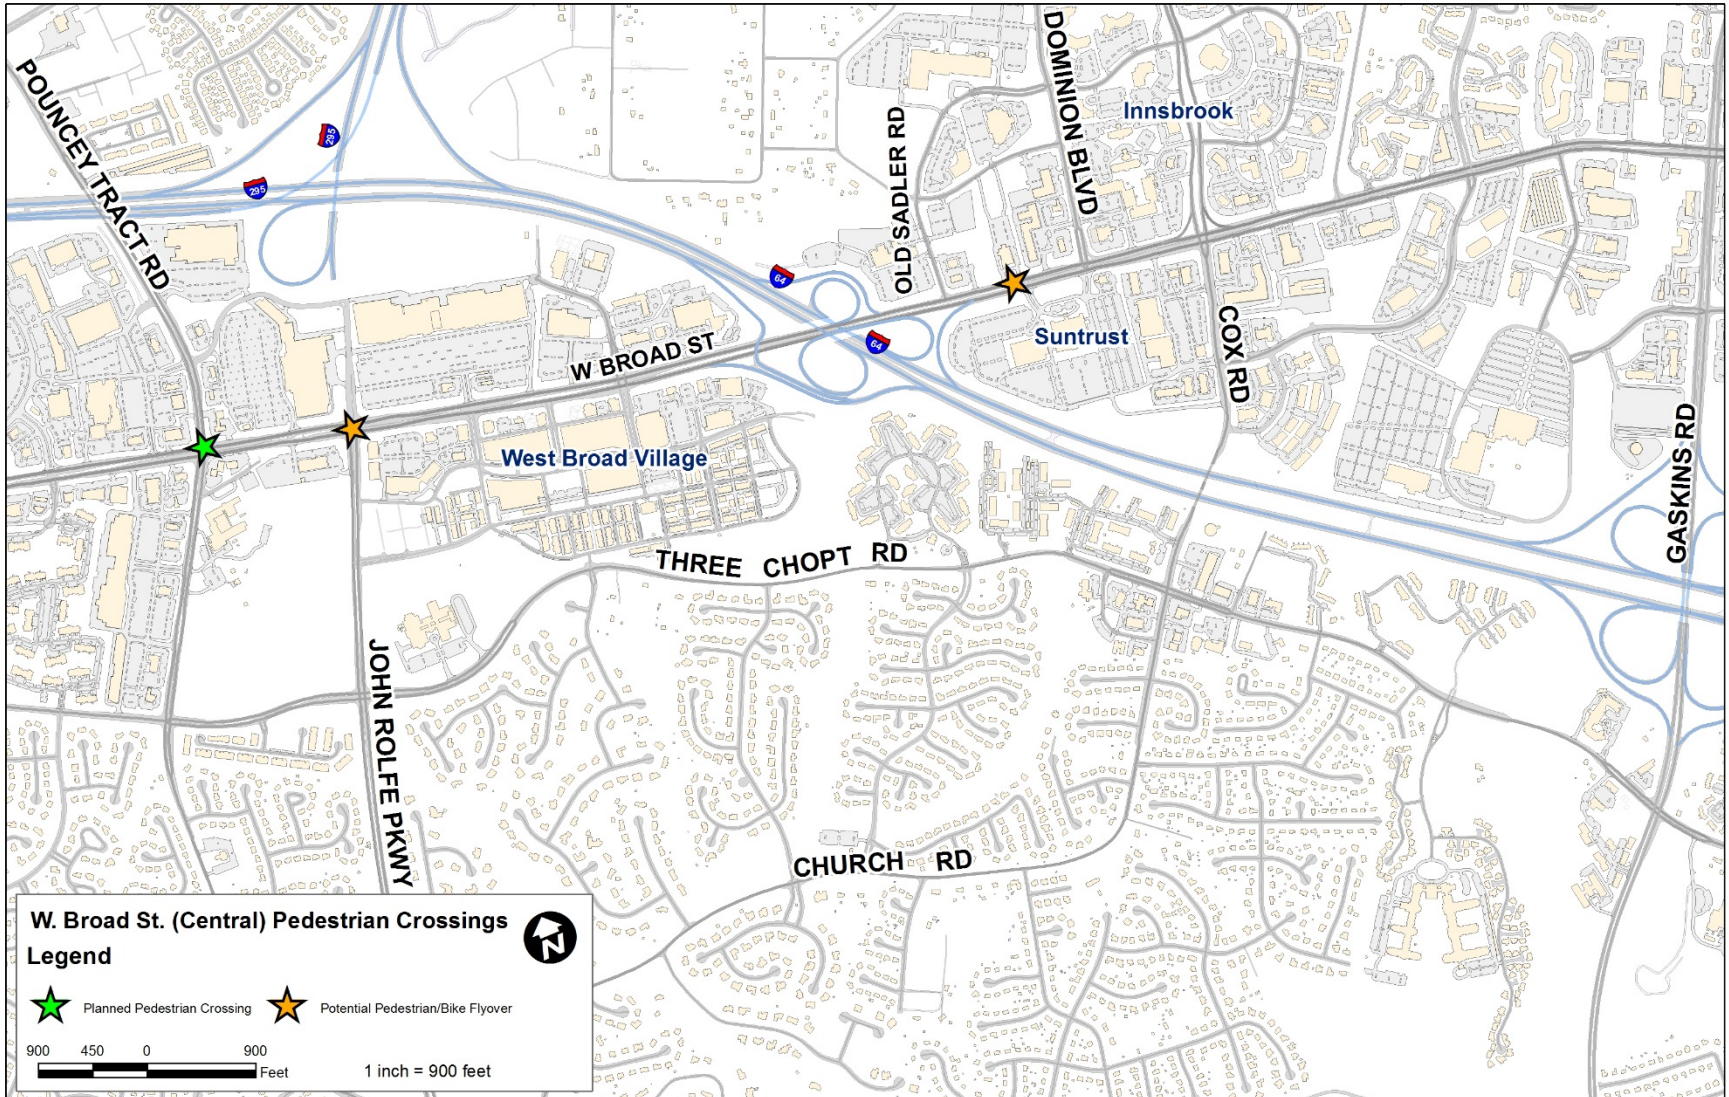 POUNCEY TRACT RD
295
295
DOMINION BLVD
Innsbrook
OLD SADLER RD
64
64
Suntrust
W BROAD ST
COX RD
West Broad Village
GASKINS RD
THREE CHOPT RD
JOHN ROLFE PKWY
CHURCH RD
W. Broad St. (Central) Pedestrian Crossings
Legend
N
Planned Pedestrian Crossing
Potential Pedestrian/Bike Flyover
900 450 0 900
Feet
1 inch = 900 feet